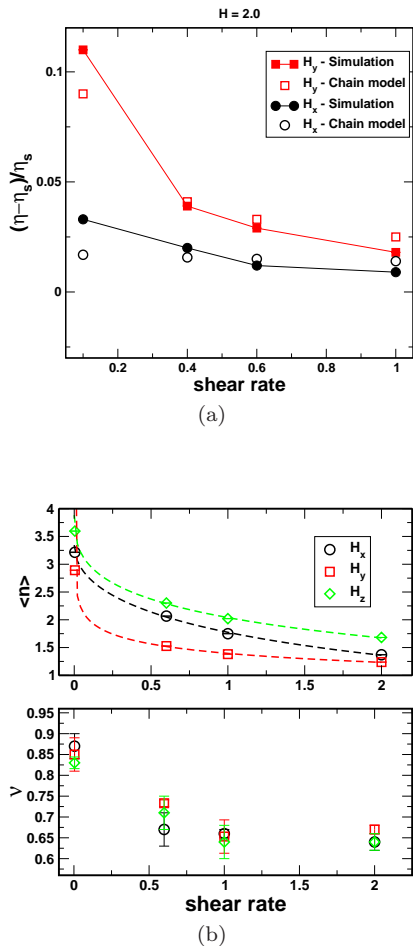 H = 2.0
0.1
0.05
0
(η−ηs)/ηs
Hy - Simulation
Hy - Chain model
Hx - Simulation
Hx - Chain model
0.2 0.4 0.6 0.8 1
shear rate
(a)
4
3.5
3
2.5
2
1.5
1
<n>
Hx
Hy
Hz
0 0.5 1 1.5 2
0.95
0.9
0.85
0.8
0.75
0.7
0.65
0.6
ν
0 0.5 1 1.5 2
shear rate
(b)